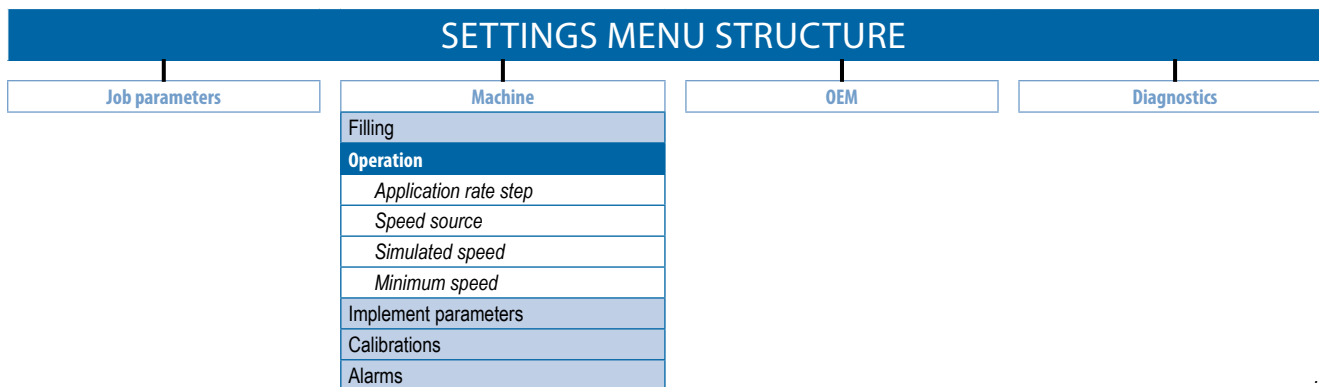 SETTINGS MENU STRUCTURE
Job parameters
Machine
OEM
Diagnostics
Filling
Operation
Application rate step
Speed source
Simulated speed
Minimum speed
Implement parameters
Calibrations
Alarms
.